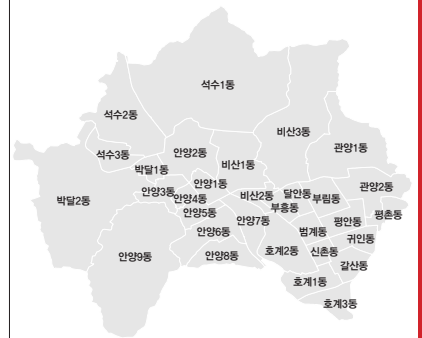 석수1동
석수2동
비산3동
관양1동
석수3동
안양2동
비산1동
박달1동
안양1동
관양2동
안양3동
안양4동
비산2동
달안동
부림동
박달2동
부흥동
안양5동
평촌동
안양7동
평안동
안양6동
범계동
귀인동
호계2동
신촌동
안양9동
안양8동
갈산동
호계1동
호계3동